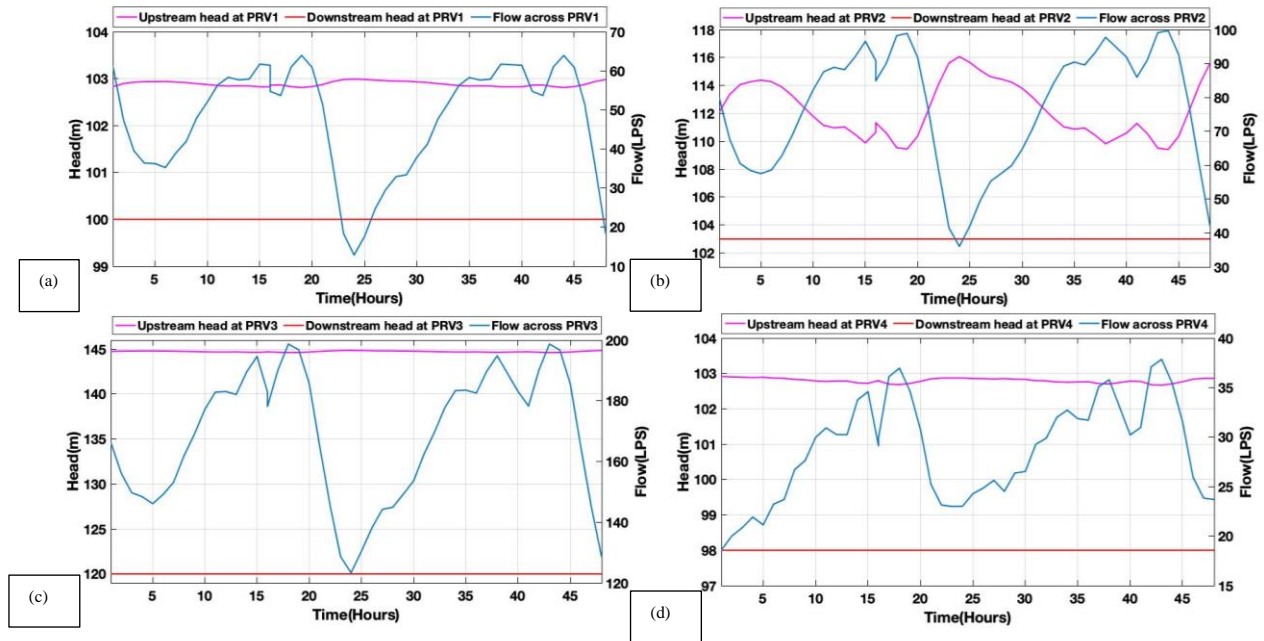 Upstream head at PRV1 Downstream head at PRV1 Flow across PRV1
104 70
103 60
102 50
101 40
100 30
99 20
10
Head(m) Flow(LPS)
5 10 15 20 25 30 35 40 45
Time(Hours)
(a)
Upstream head at PRV2 Downstream head at PRV2 Flow across PRV2
118 100
116 90
114 80
112 70
110 60
108 50
106 40
104 30
102
Head(m) Flow(LPS)
5 10 15 20 25 30 35 40 45
Time(Hours)
(b)
Upstream head at PRV3 Downstream head at PRV3 Flow across PRV3
145 200
140 180
135 160
130 140
125 120
120
Head(m) Flow(LPS)
5 10 15 20 25 30 35 40 45
Time(Hours)
(c)
Upstream head at PRV4 Downstream head at PRV4 Flow across PRV4
104 40
103 35
102 30
101 25
100 20
99 15
98
97
Head(m) Flow(LPS)
5 10 15 20 25 30 35 40 45
Time(Hours)
(d)